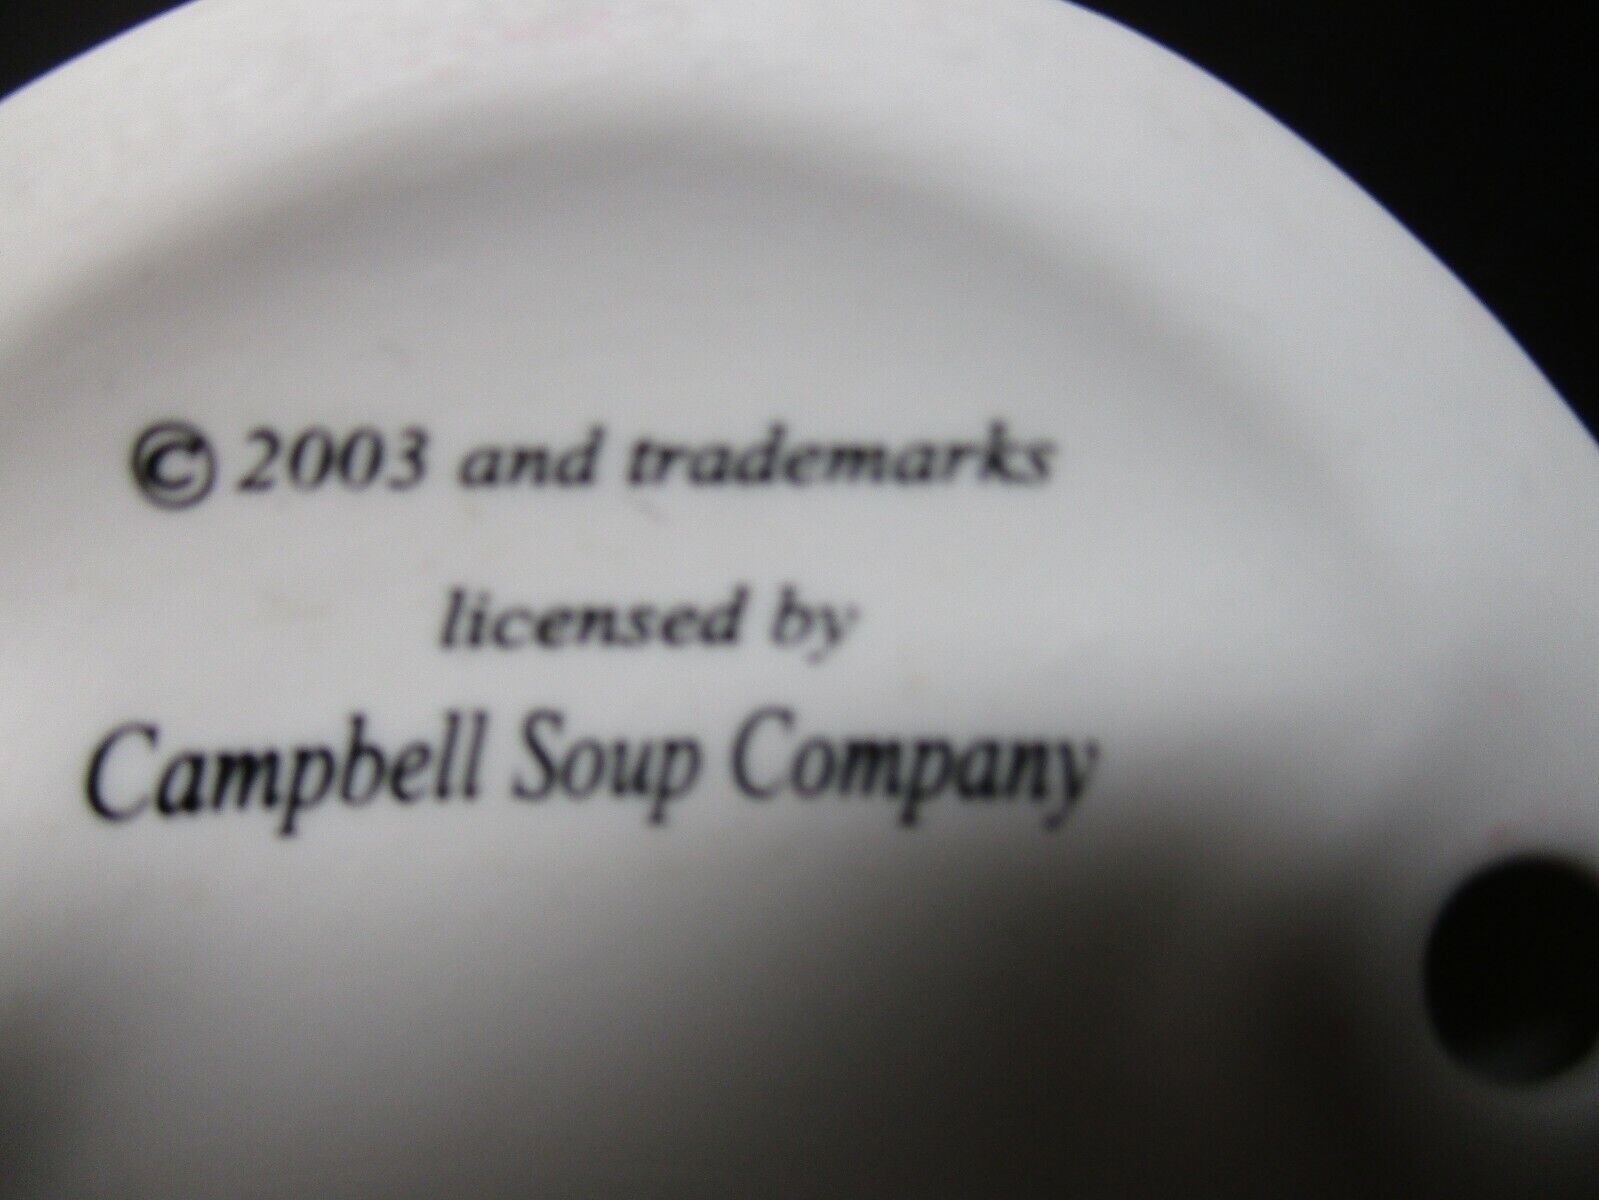 © 2003 and trademarks
licensed by
Campbell Soup Company